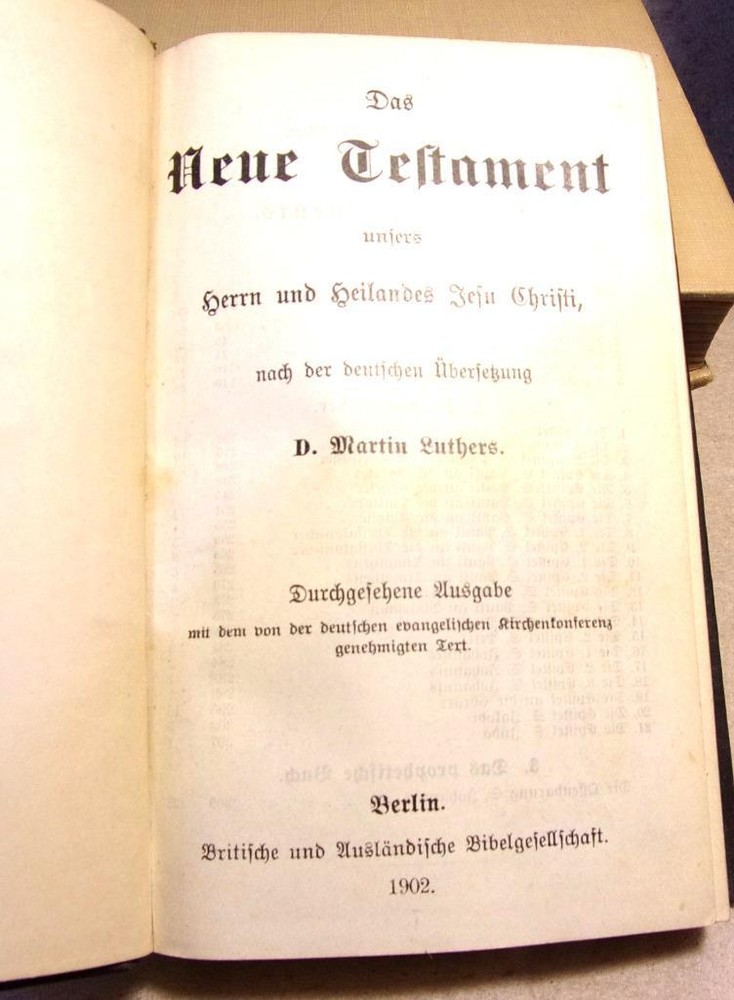 Das
Neue Testament
unsers
Herrn und Heilandes Jesu Christi,
nach der deutschen Übersetzung
D. Martin Luthers.
Durchgesehene Ausgabe
mit dem von der deutschen evangelischen Kirchenkonferenz
genehmigten Text.
Berlin.
Britische und Ausländische Bibelgesellschaft.
1902.